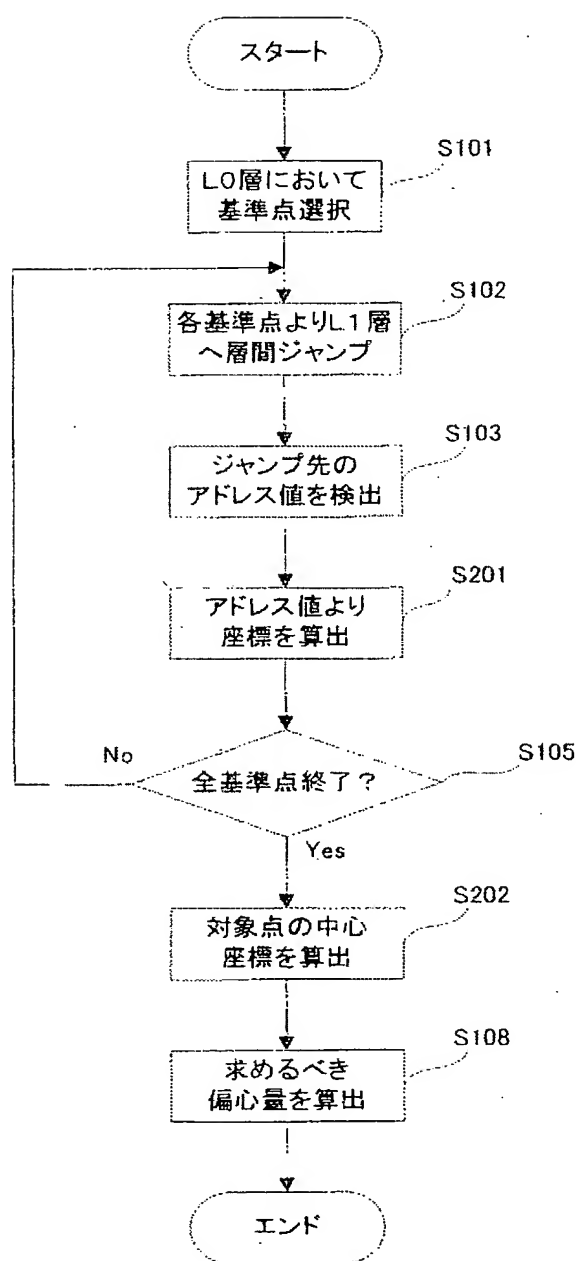 スタート
S101
L0層において
基準点選択
S102
各基準点よりL1層
へ層間ジャンプ
S103
ジャンプ先の
アドレス値を検出
S201
アドレス値より
座標を算出
No
全基準点終了?
S105
Yes
S202
対象点の中心
座標を算出
S108
求めるべき
偏心量を算出
エンド